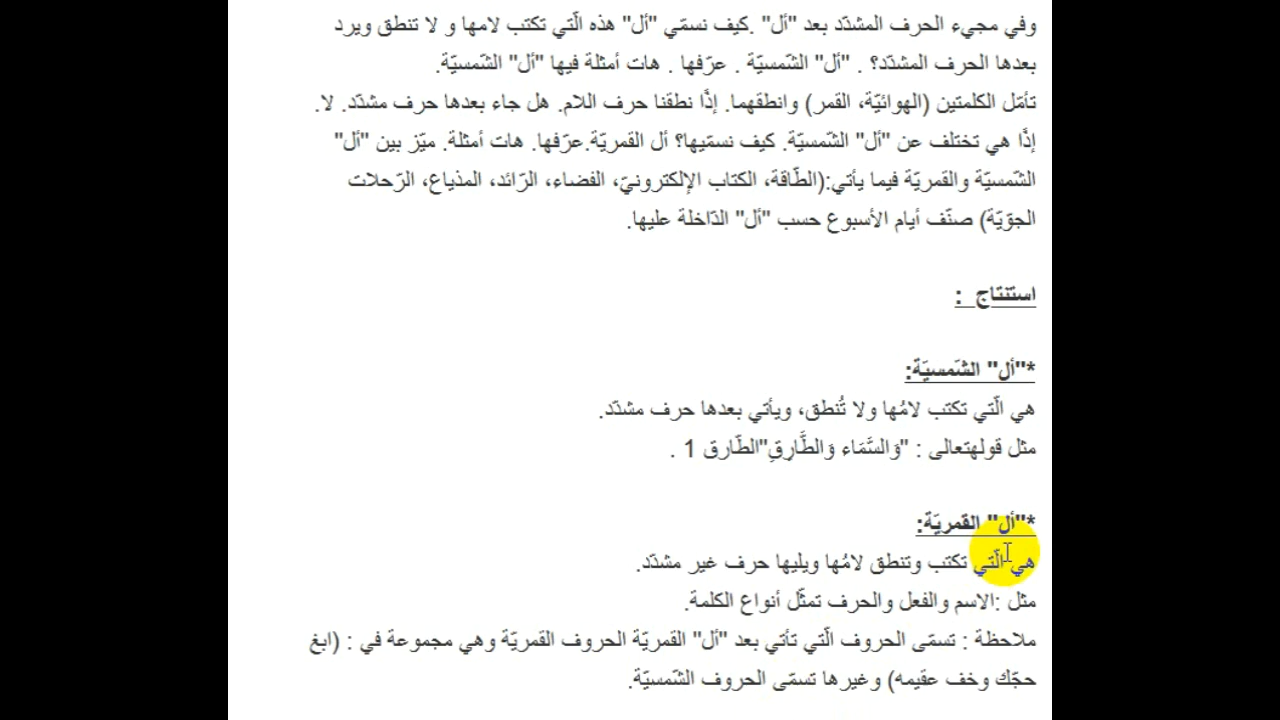 وفي مجيء الحرف المشدّد بعد "أل" .كيف نسمّي "أل" هذه الّتي تكتب لامها و لا تنطق ويرد
بعدها الحرف المشدّد؟ . "أل" الشّمسيّة . عرّفها . هات أمثلة فيها "أل" الشّمسيّة.
تأمّل الكلمتين (الهوائيّة، القمر) وانطقهما. إذًا نطقنا حرف اللام. هل جاء بعدها حرف مشدّد. لا.
إذًا هي تختلف عن "أل" الشّمسيّة. كيف نسمّيها؟ أل القمريّة.عرّفها. هات أمثلة. ميّز بين "أل"
الشّمسيّة والقمريّة فيما يأتي:(الطّاقة، الكتاب الإلكترونيّ، الفضاء، الرّائد، المذياع، الرّحلات
الجوّيّة) صنّف أيام الأسبوع حسب "أل" الدّاخلة عليها.
استنتاج :
*"أل" الشّمسيّة:
هي الّتي تكتب لامُها ولا تُنطق، ويأتي بعدها حرف مشدّد.
مثل قولهتعالى : "وَالسَّمَاء وَالطَّارِقِ"الطّارق 1 .
*"أل" القمريّة:
هي الّتي تكتب وتنطق لامُها ويليها حرف غير مشدّد.
مثل :الاسم والفعل والحرف تمثّل أنواع الكلمة.
ملاحظة : تسمّى الحروف الّتي تأتي بعد "أل" القمريّة الحروف القمريّة وهي مجموعة في : (ابغ
حجّك وخف عقيمه) وغيرها تسمّى الحروف الشّمسيّة.